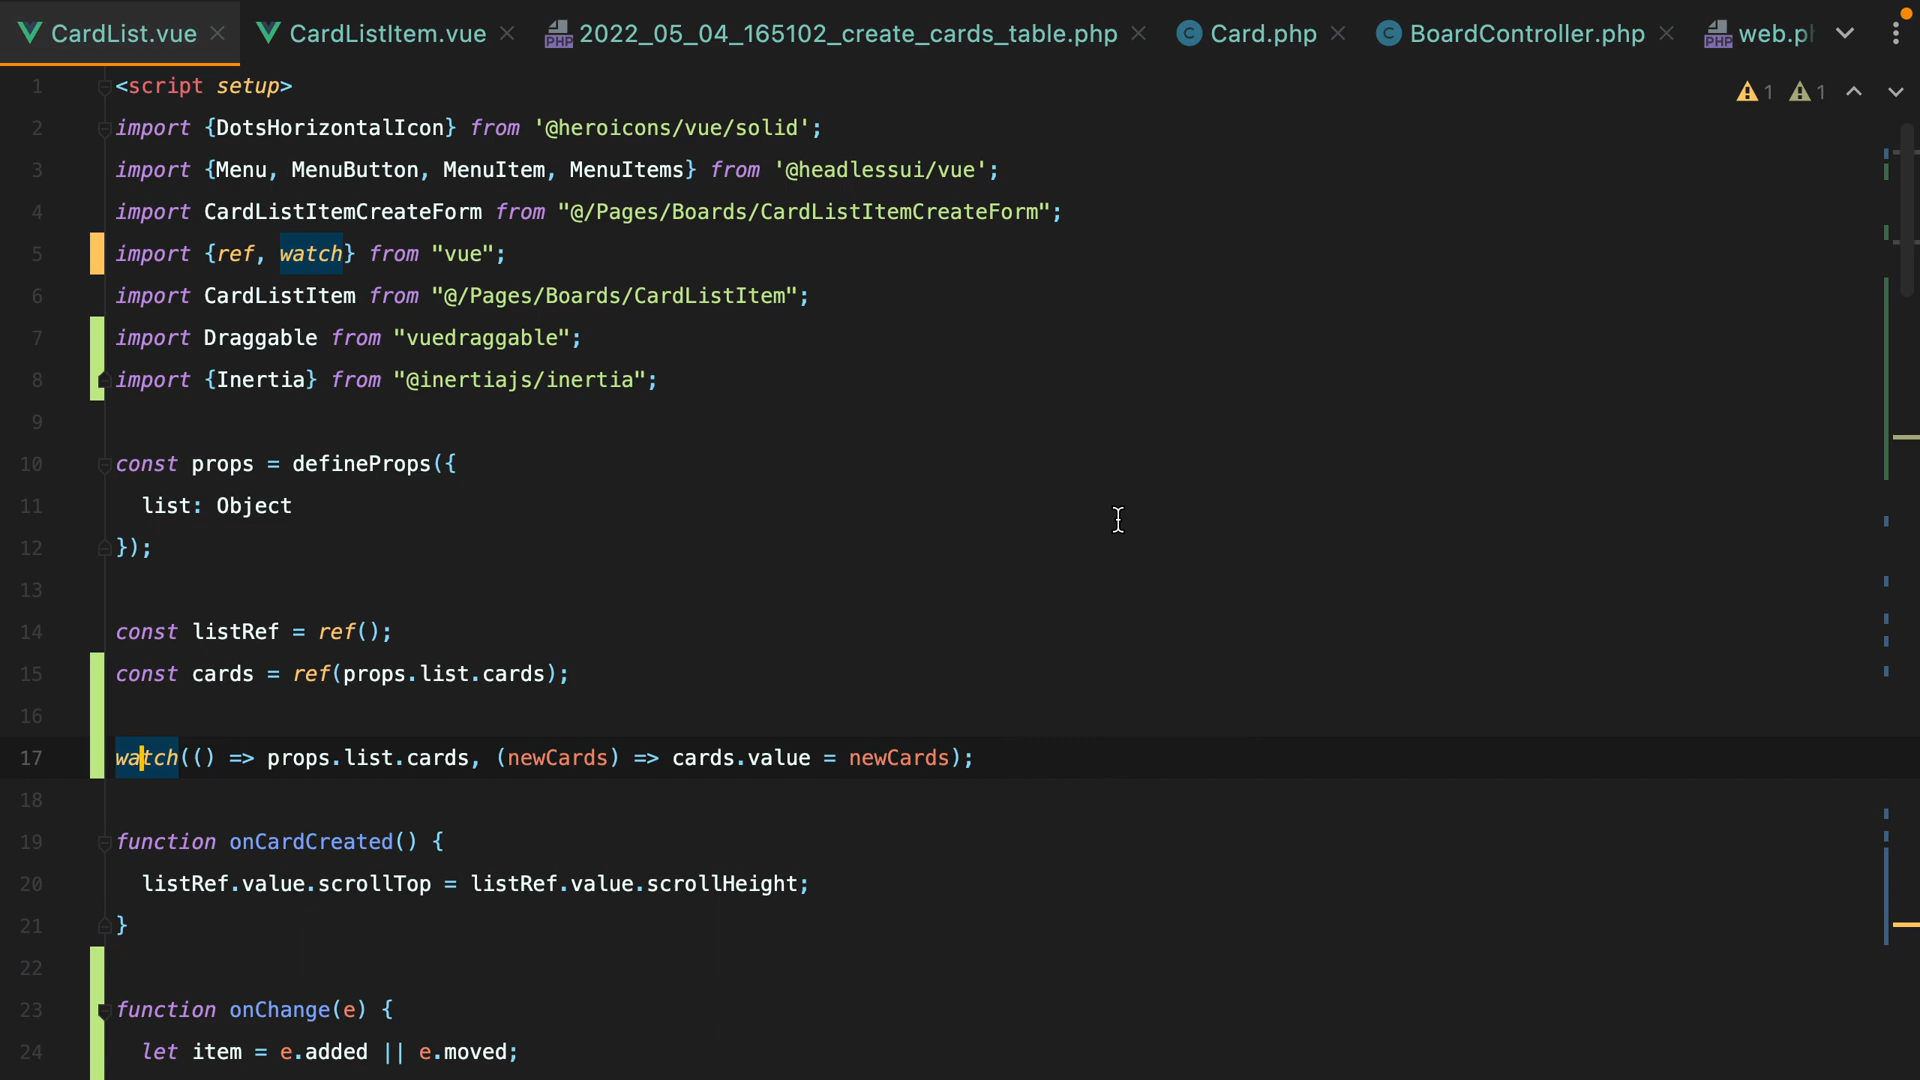 CardList.vue CardListItem.vue 2022_05_04_165102_create_cards_table.php Card.php BoardController.php
1 <script setup> 1 1
2 import {DotsHorizontalIcon} from '@heroicons/vue/solid';
3 import {Menu, MenuButton, MenuItem, MenuItems} from '@headlessui/vue';
4 import CardListItemCreateForm from "@/Pages/Boards/CardListItemCreateForm";
5 import {ref, watch} from "vue";
6 import CardListItem from "@/Pages/Boards/CardListItem";
7 import Draggable from "vuedraggable";
8 import {Inertia} from "@inertiajs/inertia";
9
10 const props = defineProps({
11 list: Object
12 });
13
14 const listRef = ref();
15 const cards = ref(props.list.cards);
16
17 watch(() => props.list.cards, (newCards) => cards.value = newCards);
18
19 function onCardCreated() {
20 listRef.value.scrollTop = listRef.value.scrollHeight;
21 }
22
23 function onChange(e) {
24 let item = e.added || e.moved;